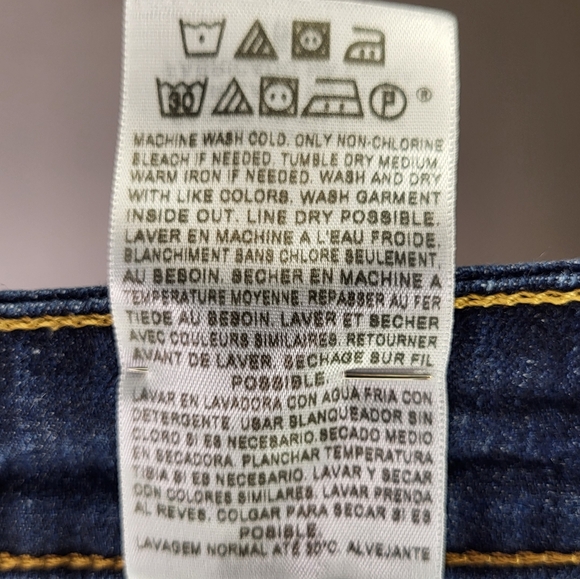 30 P ®
MACHINE WASH COLD. ONLY NON-CHLORINE
BLEACH IF NEEDED. TUMBLE DRY MEDIUM.
WARM IRON IF NEEDED. WASH AND DRY
WITH LIKE COLORS. WASH GARMENT
INSIDE OUT. LINE DRY POSSIBLE.
LAVER EN MACHINE A L'EAU FROIDE.
BLANCHIMENT SANS CHLORE SEULEMENT
AU BESOIN. SECHER EN MACHINE A
TEMPERATURE MOYENNE. REPASSER AU FER
TIEDE AU BESOIN. LAVER ET SECHER
AVEC COULEURS SIMILAIRES. RETOURNER
AVANT DE LAVER. SECHAGE SUR FIL
POSSIBLE.
LAVAR EN LAVADORA CON AGUA FRIA CON
DETERGENTE. USAR BLANQUEADOR SIN
CLORO SI ES NECESARIO. SECADO MEDIO
EN SECADORA. PLANCHAR TEMPERATURA
TIBIA SI ES NECESARIO. LAVAR Y SECAR
CON COLORES SIMILARES. LAVAR PRENDA
AL REVES. COLGAR PARA SECAR SI ES
POSIBLE.
LAVAGEM NORMAL ATÉ 30°C. ALVEJANTE